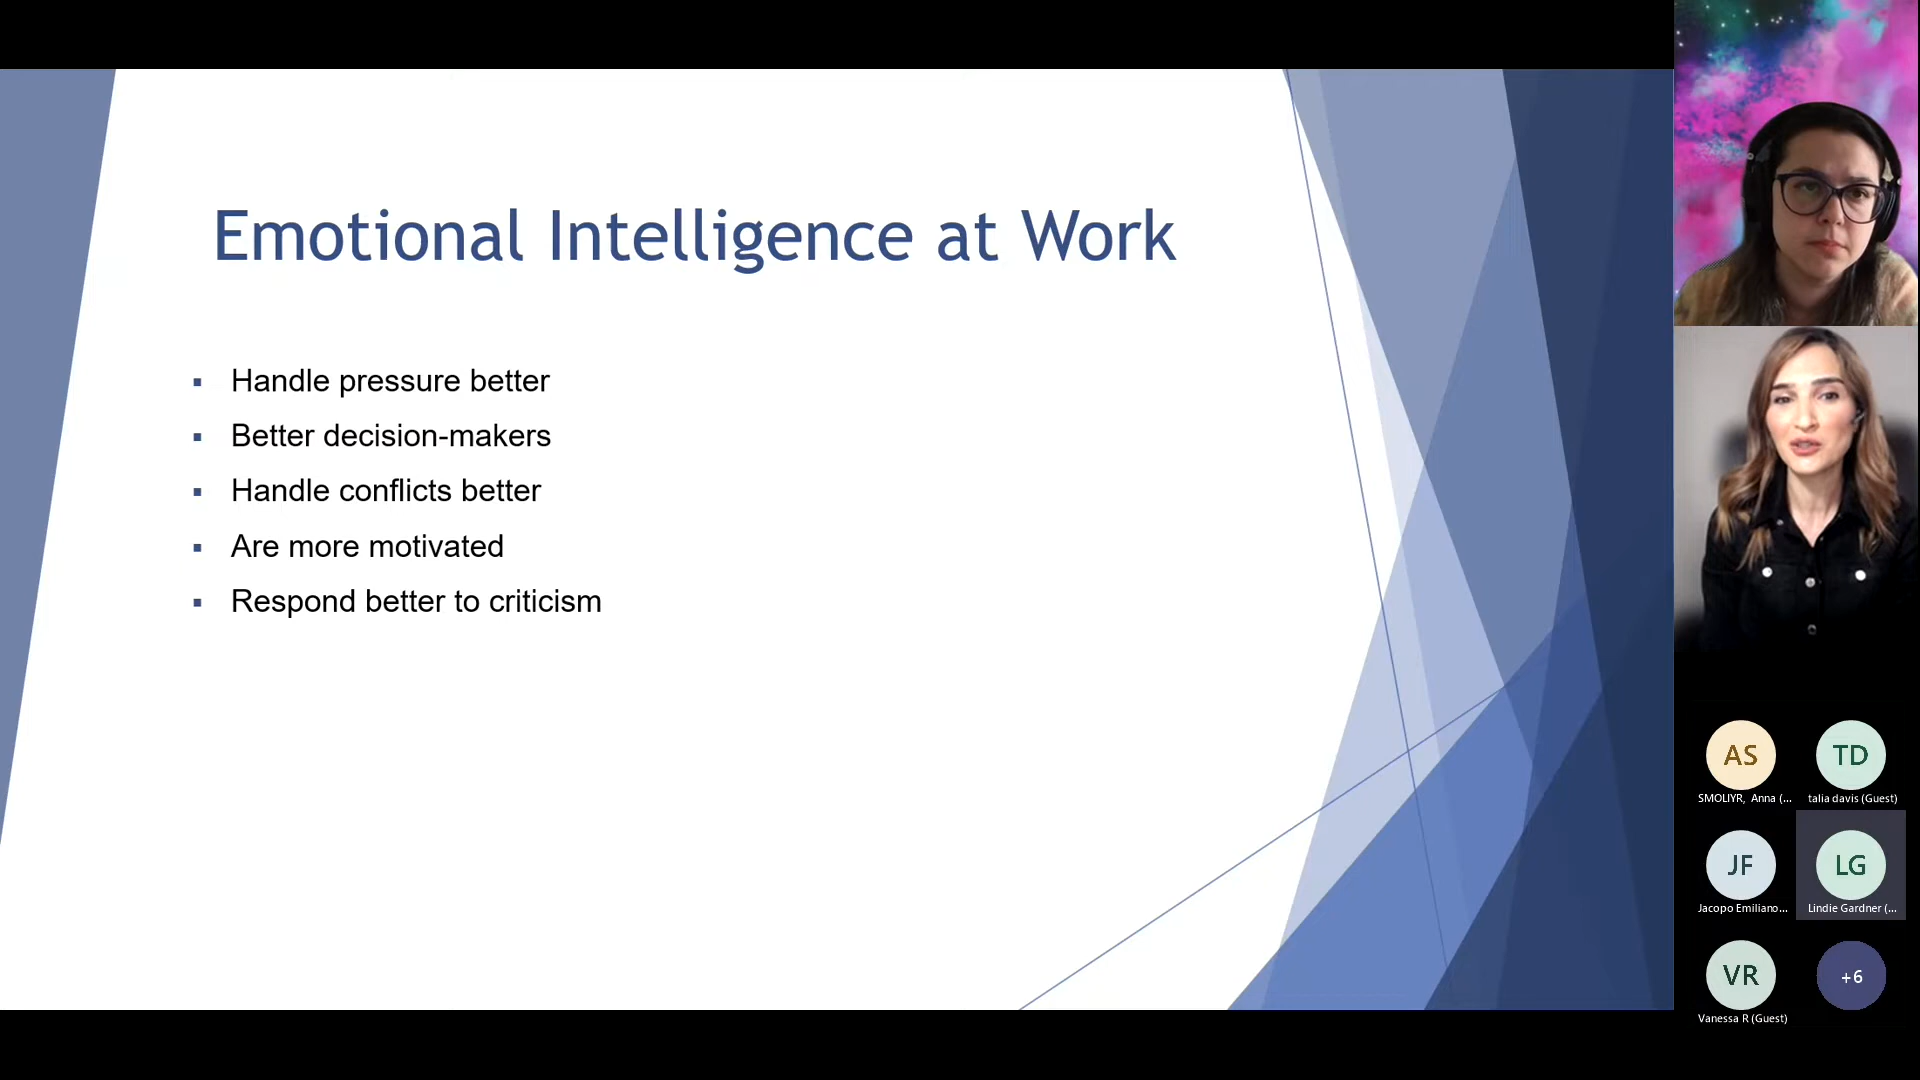 Emotional Intelligence at Work
Handle pressure better
Better decision-makers
Handle conflicts better
Are more motivated
Respond better to criticism
AS
TD
SMOLIYR, Anna (...
talia davis (Guest)
JF
LG
Jacopo Emiliano...
Lindie Gardner (...
VR
+6
Vanessa R (Guest)